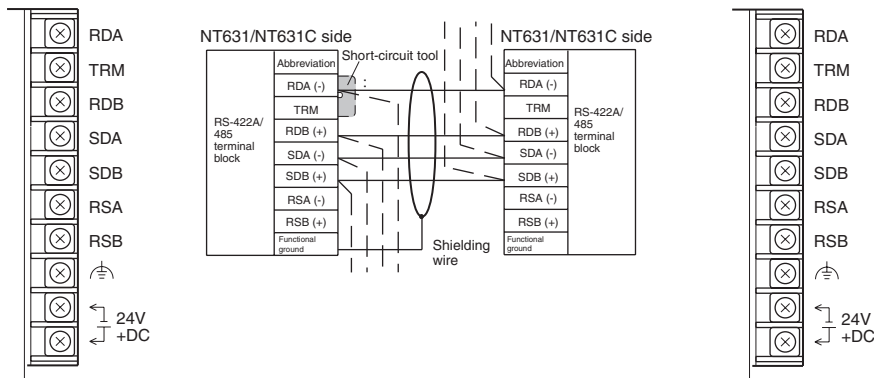 RDA
TRM
RDB
SDA
SDB
RSA
RSB
24V
+DC
NT631/NT631C side
RS-422A/
485
terminal
block
Abbreviation
RDA (-)
TRM
RDB (+)
SDA (-)
SDB (+)
RSA (-)
RSB (+)
Functional
ground
Short-circuit tool
Shielding
wire
NT631/NT631C side
Abbreviation
RDA (-)
TRM
RDB (+)
SDA (-)
SDB (+)
RSA (-)
RSB (+)
Functional
ground
RS-422A/
485
terminal
block
RDA
TRM
RDB
SDA
SDB
RSA
RSB
24V
+DC